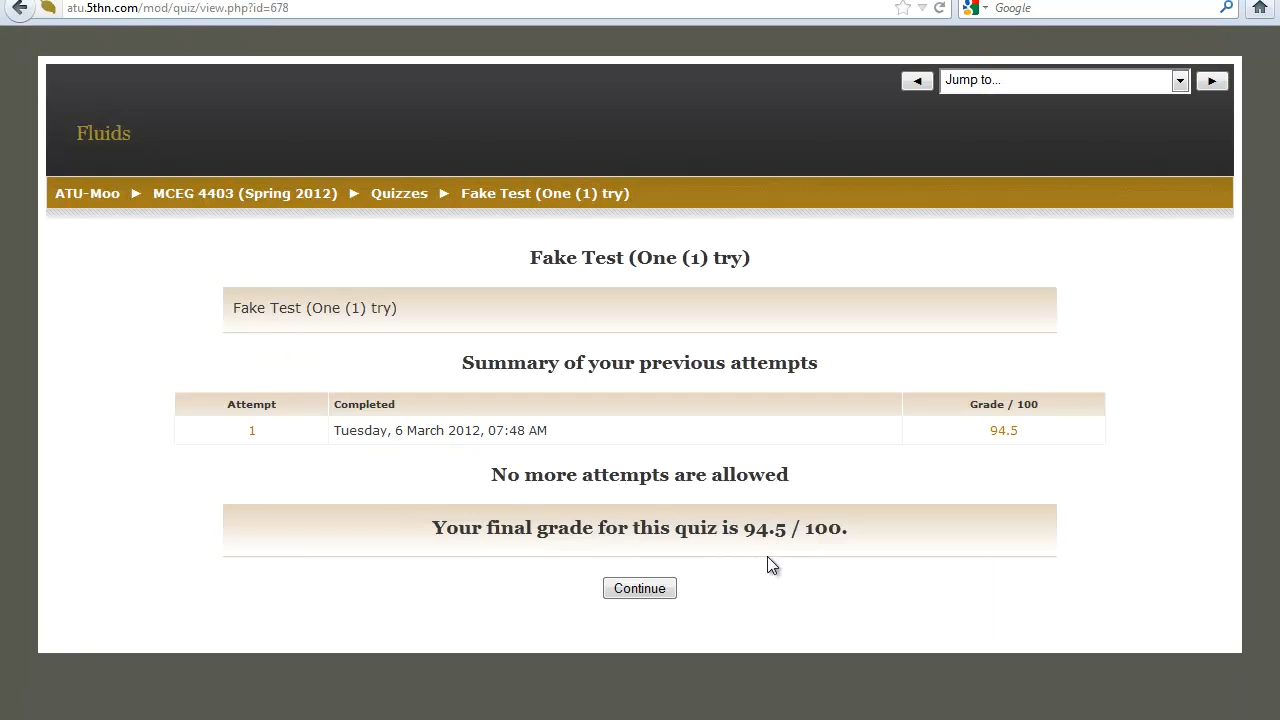 atu.5thn.com/mod/quiz/view.php?id=678
Google
Jump to...
Fluids
ATU-Moo ► MCEG 4403 (Spring 2012) ► Quizzes ► Fake Test (One (1) try)
Fake Test (One (1) try)
Fake Test (One (1) try)
Summary of your previous attempts
Attempt Completed Grade / 100
1 Tuesday, 6 March 2012, 07:48 AM 94.5
No more attempts are allowed
Your final grade for this quiz is 94.5 / 100.
Continue